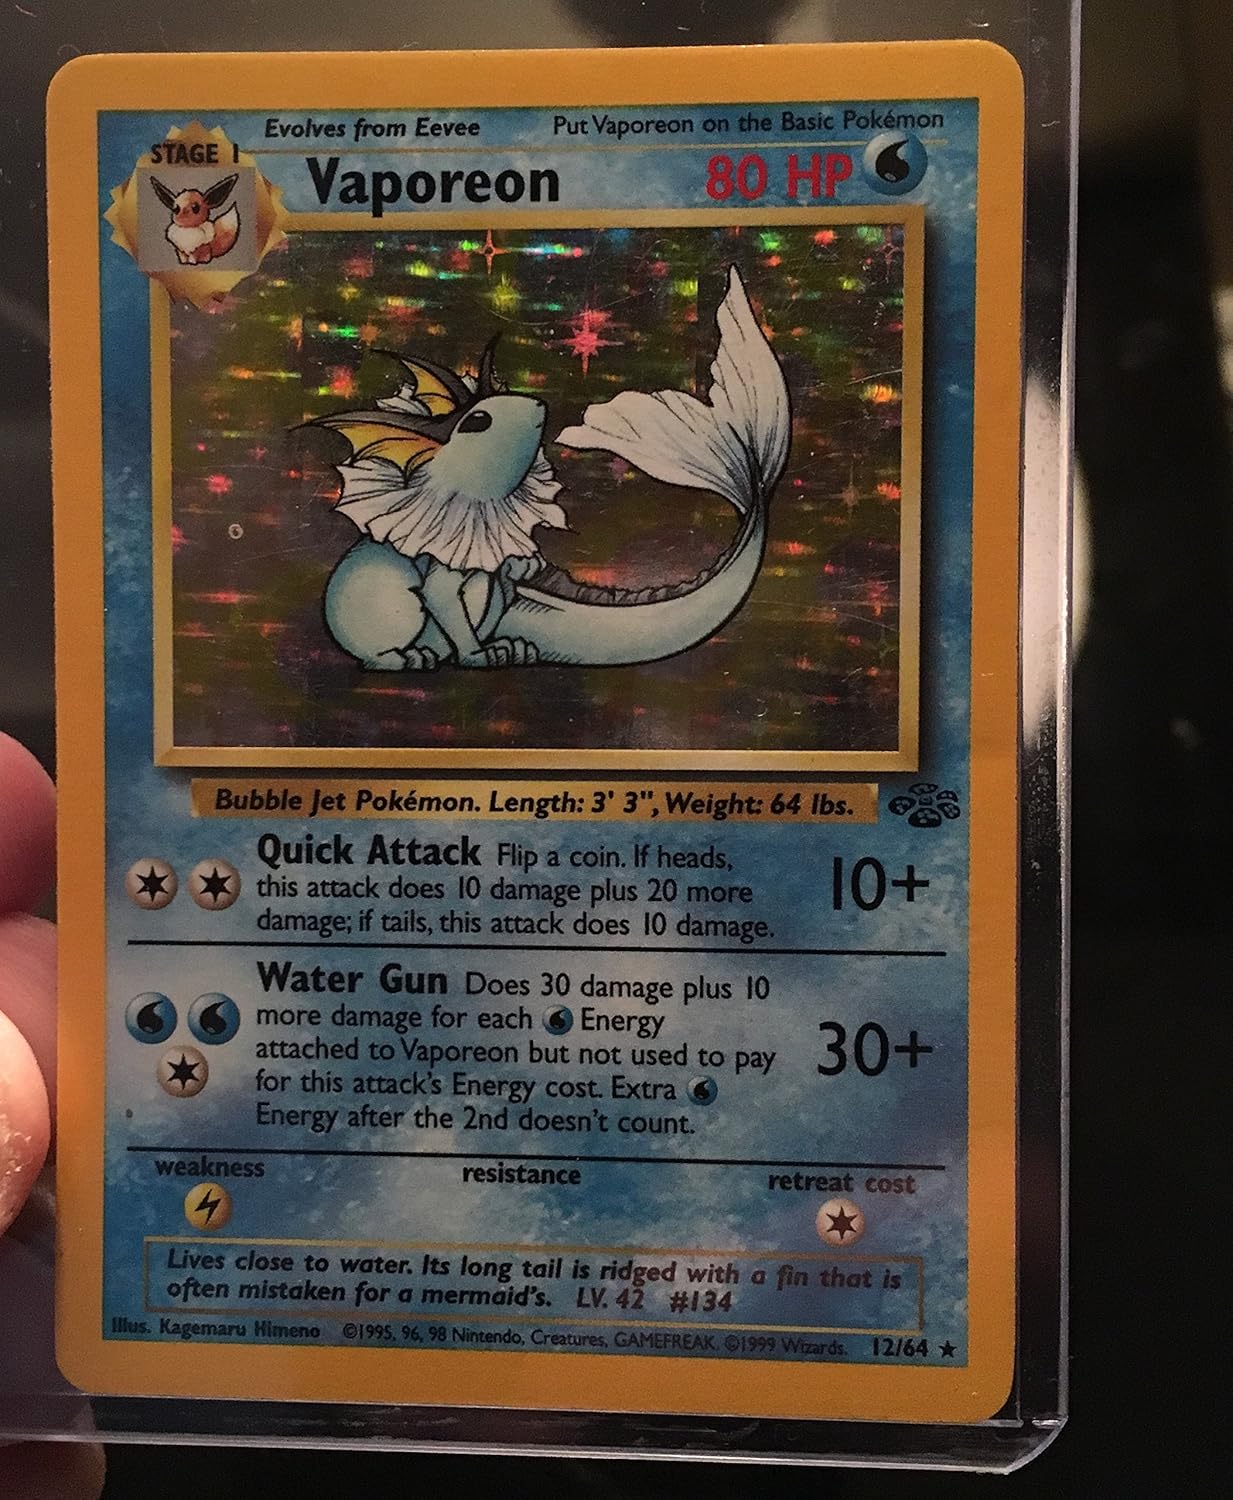 Evolves from Eevee Put Vaporeon on the Basic Pokémon
STAGE 1
Vaporeon 80 HP
Bubble Jet Pokémon. Length: 3' 3", Weight: 64 lbs.
Quick Attack Flip a coin. If heads,
this attack does 10 damage plus 20 more
damage; if tails, this attack does 10 damage.
10+
Water Gun Does 30 damage plus 10
more damage for each Energy
attached to Vaporeon but not used to pay
for this attack's Energy cost. Extra
Energy after the 2nd doesn't count.
30+
weakness resistance retreat cost
Lives close to water. Its long tail is ridged with a fin that is
often mistaken for a mermaid's. LV. 42 #134
Illus. Kagemaru Himeno ©1995, 96, 98 Nintendo, Creatures, GAMEFREAK. ©1999 Wizards. 12/64 ★